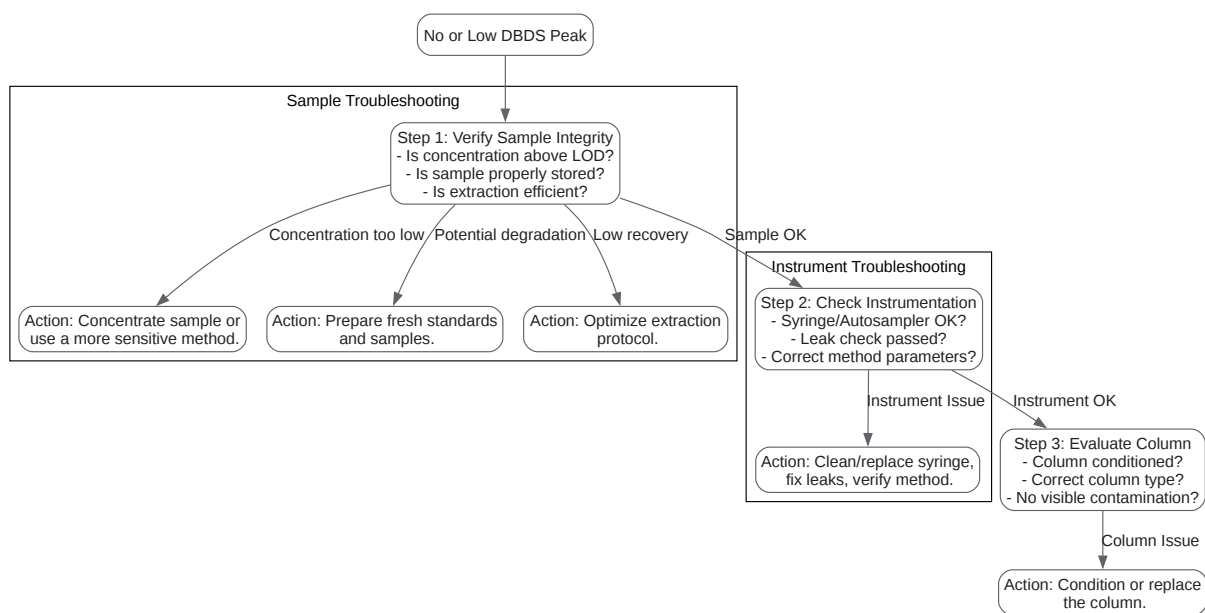 No or Low DBDS Peak
Sample Troubleshooting
Step 1: Verify Sample Integrity
- Is concentration above LOD?
- Is sample properly stored?
- Is extraction efficient?
Concentration too low
Potential degradation
Low recovery
Sample OK
Action: Concentrate sample or
use a more sensitive method.
Action: Prepare fresh standards
and samples.
Action: Optimize extraction
protocol.
Instrument Troubleshooting
Step 2: Check Instrumentation
- Syringe/Autosampler OK?
- Leak check passed?
- Correct method parameters?
Instrument Issue
Instrument OK
Action: Clean/replace syringe,
fix leaks, verify method.
Step 3: Evaluate Column
- Column conditioned?
- Correct column type?
- No visible contamination?
Column Issue
Action: Condition or replace
the column.